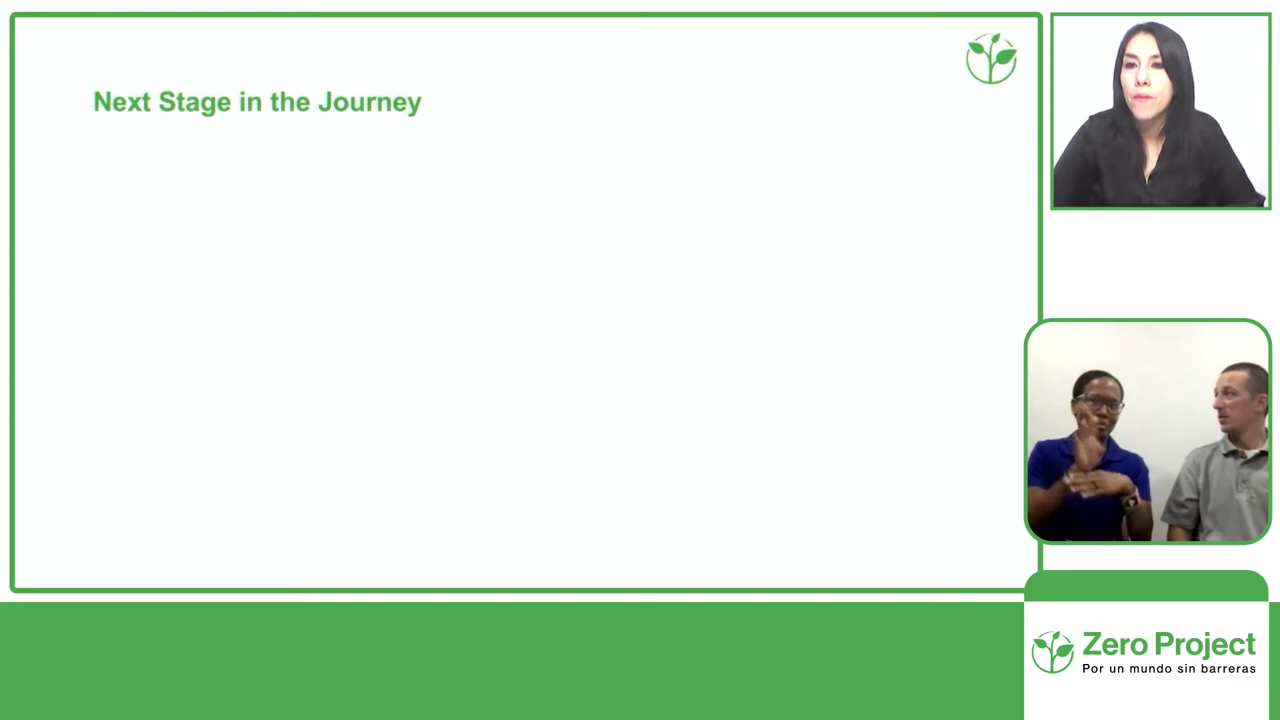 Next Stage in the Journey
Zero Project
Por un mundo sin barreras